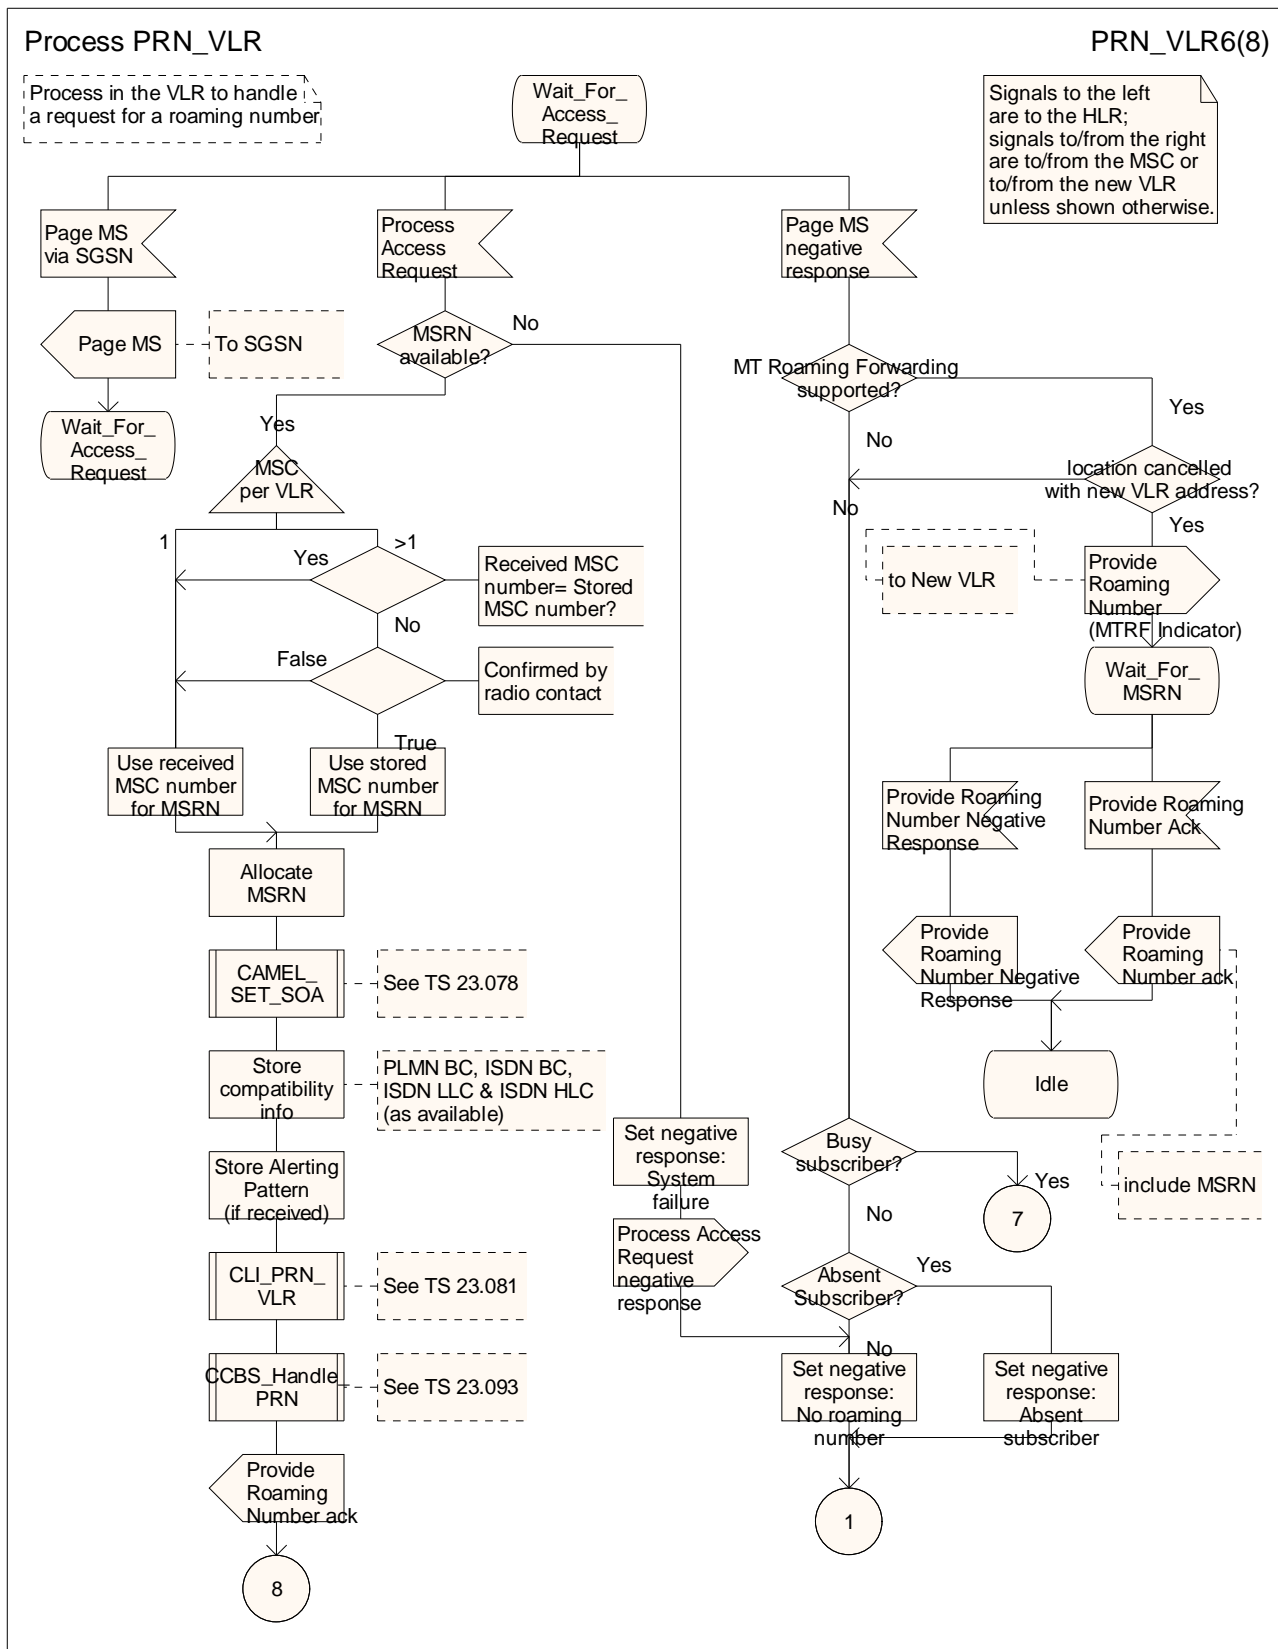 Process PRN_VLR
PRN_VLR6(8)
Process in the VLR to handle
a request for a roaming number
Wait_For_
Access_
Request
Signals to the left
are to the HLR;
signals to/from the right
are to/from the MSC or
to/from the new VLR
unless shown otherwise.
Page MS
via SGSN
Process
Access
Request
Page MS
negative
response
Page MS
To SGSN
MSRN
available?
No
MT Roaming Forwarding
supported?
Yes
Wait_For_
Access_
Request
Yes
No
MSC
per VLR
location cancelled
with new VLR address?
No
Yes
1
>1
Yes
Received MSC
number= Stored
MSC number?
to New VLR
Provide
Roaming
Number
(MTRF Indicator)
No
False
Confirmed by
radio contact
Wait_For_
MSRN
True
Use received
MSC number
for MSRN
Use stored
MSC number
for MSRN
Provide Roaming
Number Negative
Response
Provide Roaming
Number Ack
Allocate
MSRN
Provide
Roaming
Number Negative
Response
Provide
Roaming
Number ack
CAMEL_
SET_SOA
See TS 23.078
Store
compatibility
info
PLMN BC, ISDN BC,
ISDN LLC & ISDN HLC
(as available)
Idle
Set negative
response:
System
failure
Busy
subscriber?
Yes
include MSRN
Store Alerting
Pattern
(if received)
No
7
Process Access
Request
negative
response
CLI_PRN_
VLR
See TS 23.081
Absent
Subscriber?
Yes
No
CCBS_Handle_
PRN
See TS 23.093
Set negative
response:
No roaming
number
Set negative
response:
Absent
subscriber
Provide
Roaming
Number ack
1
8